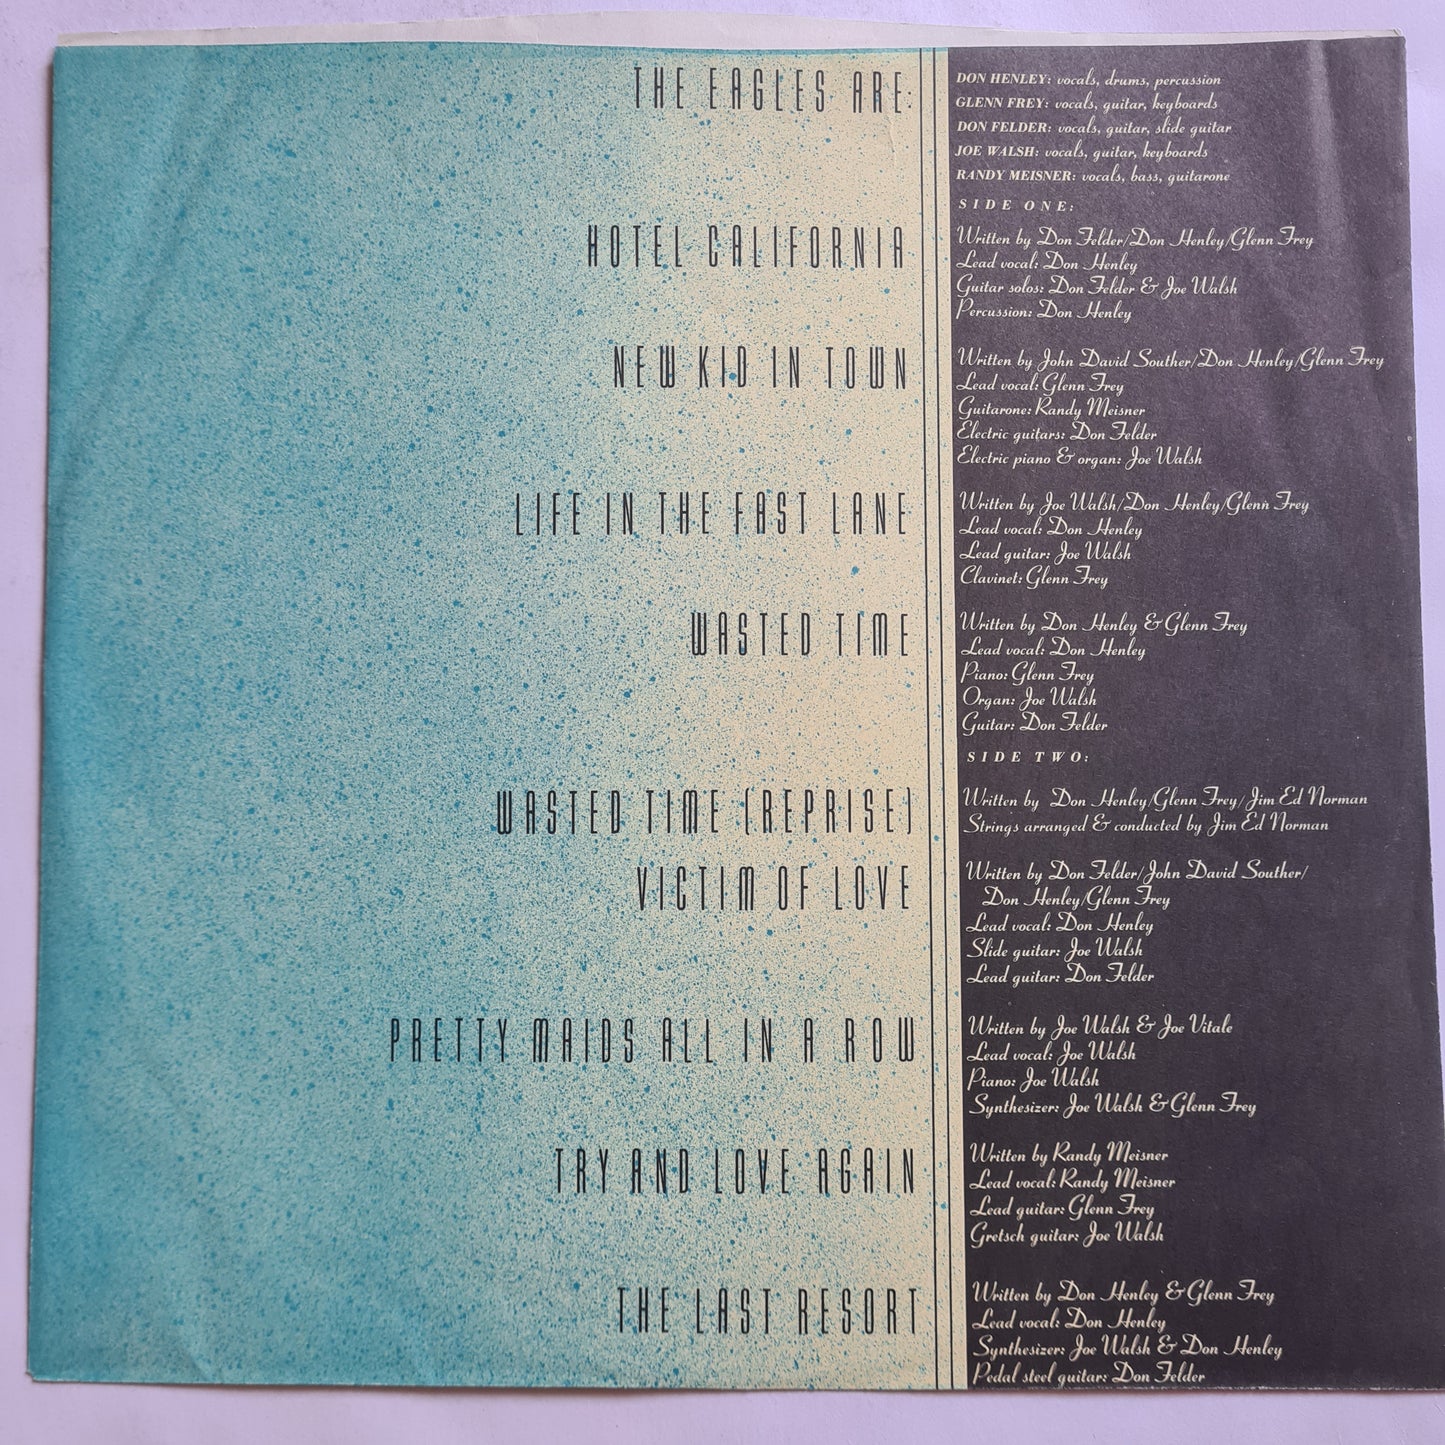 THE EAGLES ARE:
DON HENLEY: vocals, drums, percussion
GLENN FREY: vocals, guitar, keyboards
DON FELDER: vocals, guitar, slide guitar
JOE WALSH: vocals, guitar, keyboards
RANDY MEISNER: vocals, bass, guitarone
SIDE ONE:
HOTEL CALIFORNIA
Written by Don Felder/Don Henley/Glenn Frey
Lead vocal: Don Henley
Guitar solos: Don Felder & Joe Walsh
Percussion: Don Henley
NEW KID IN TOWN
Written by John David Souther/Don Henley/Glenn Frey
Lead vocal: Glenn Frey
Guitarone: Randy Meisner
Electric guitars: Don Felder
Electric piano & organ: Joe Walsh
LIFE IN THE FAST LANE
Written by Joe Walsh/Don Henley/Glenn Frey
Lead vocal: Don Henley
Lead guitar: Joe Walsh
Clavinet: Glenn Frey
WASTED TIME
Written by Don Henley & Glenn Frey
Lead vocal: Don Henley
Piano: Glenn Frey
Organ: Joe Walsh
Guitar: Don Felder
SIDE TWO:
WASTED TIME (REPRISE)
Written by Don Henley/Glenn Frey/Jim Ed Norman
Strings arranged & conducted by Jim Ed Norman
VICTIM OF LOVE
Written by Don Felder/John David Souther/
Don Henley/Glenn Frey
Lead vocal: Don Henley
Slide guitar: Joe Walsh
Lead guitar: Don Felder
PRETTY MAIDS ALL IN A ROW
Written by Joe Walsh & Joe Vitale
Lead vocal: Joe Walsh
Piano: Joe Walsh
Synthesizer: Joe Walsh & Glenn Frey
TRY AND LOVE AGAIN
Written by Randy Meisner
Lead vocal: Randy Meisner
Lead guitar: Glenn Frey
Gretsch guitar: Joe Walsh
THE LAST RESORT
Written by Don Henley & Glenn Frey
Lead vocal: Don Henley
Synthesizer: Joe Walsh & Don Henley
Pedal steel guitar: Don Felder